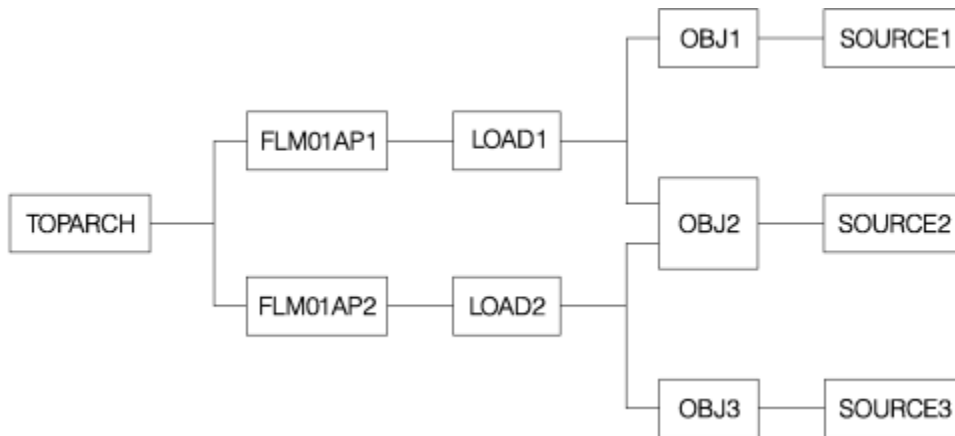 OBJ1
SOURCE1
FLM01AP1
LOAD1
TOPARCH
OBJ2
SOURCE2
FLM01AP2
LOAD2
OBJ3
SOURCE3